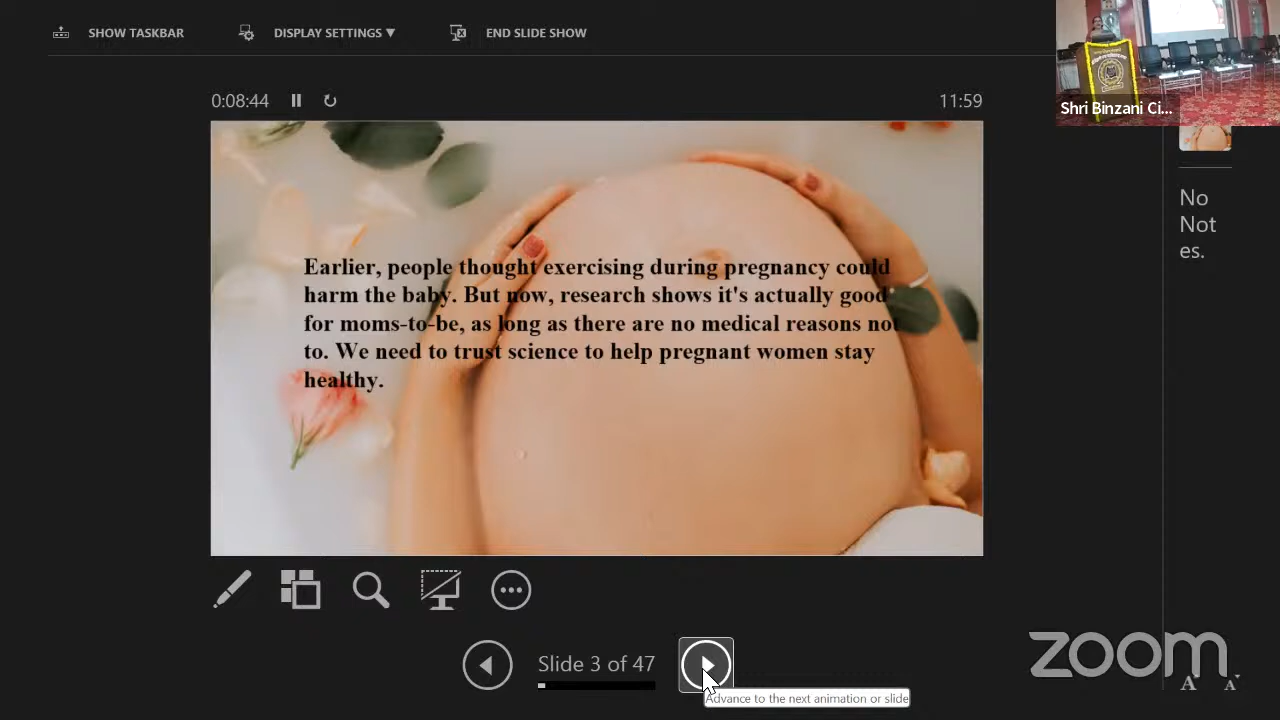 SHOW TASKBAR
DISPLAY SETTINGS ▼
END SLIDE SHOW
Shri Binzani Ci...
0:08:44
11:59
Earlier, people thought exercising during pregnancy could
harm the baby. But now, research shows it's actually good
for moms-to-be, as long as there are no medical reasons not
to. We need to trust science to help pregnant women stay
healthy.
No
Not
es.
Slide 3 of 47
Advance to the next animation or slide
zoom
A A